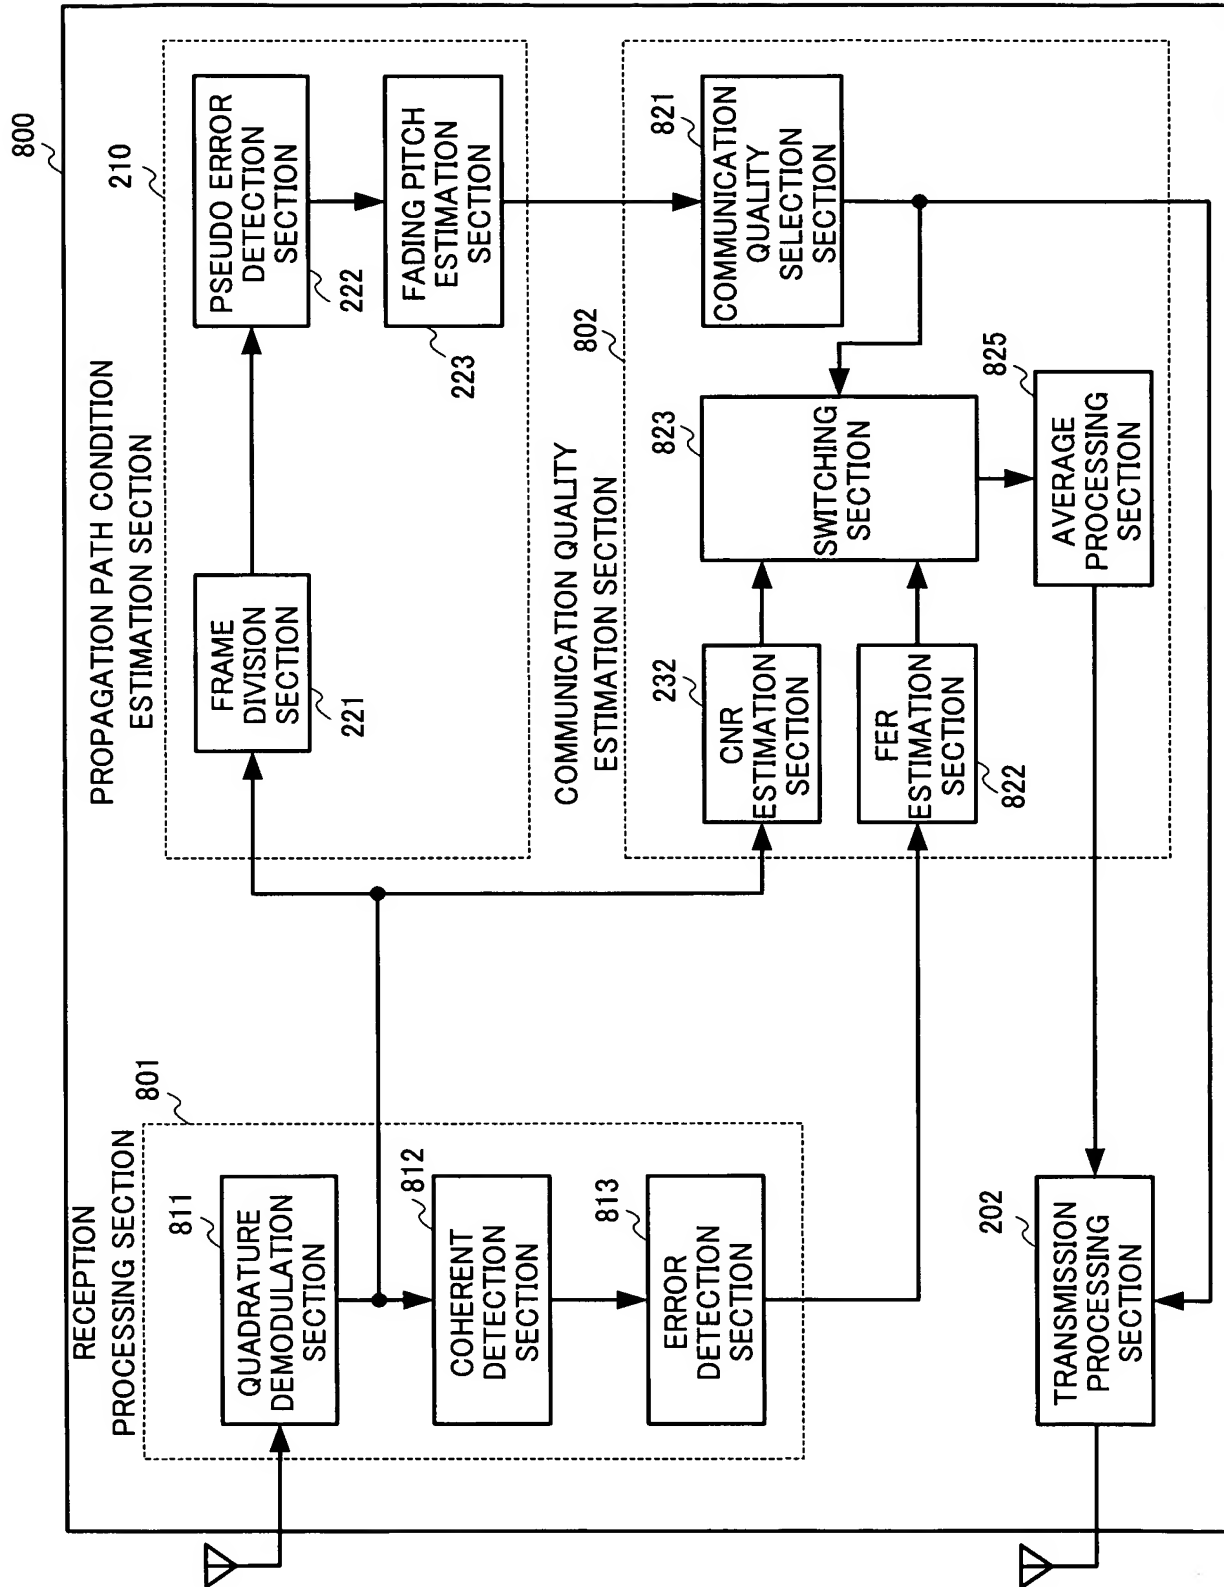 800
RECEPTION
PROCESSING SECTION
801
811
QUADRATURE
DEMODULATION
SECTION
812
COHERENT
DETECTION
SECTION
813
ERROR
DETECTION
SECTION
202
TRANSMISSION
PROCESSING
SECTION
PROPAGATION PATH CONDITION
ESTIMATION SECTION
210
FRAME
DIVISION
SECTION
221
PSEUDO ERROR
DETECTION
SECTION
222
FADING PITCH
ESTIMATION
SECTION
223
COMMUNICATION QUALITY
ESTIMATION SECTION
802
232
CNR
ESTIMATION
SECTION
FER
ESTIMATION
SECTION
822
823
SWITCHING
SECTION
821
COMMUNICATION
QUALITY
SELECTION
SECTION
825
AVERAGE
PROCESSING
SECTION